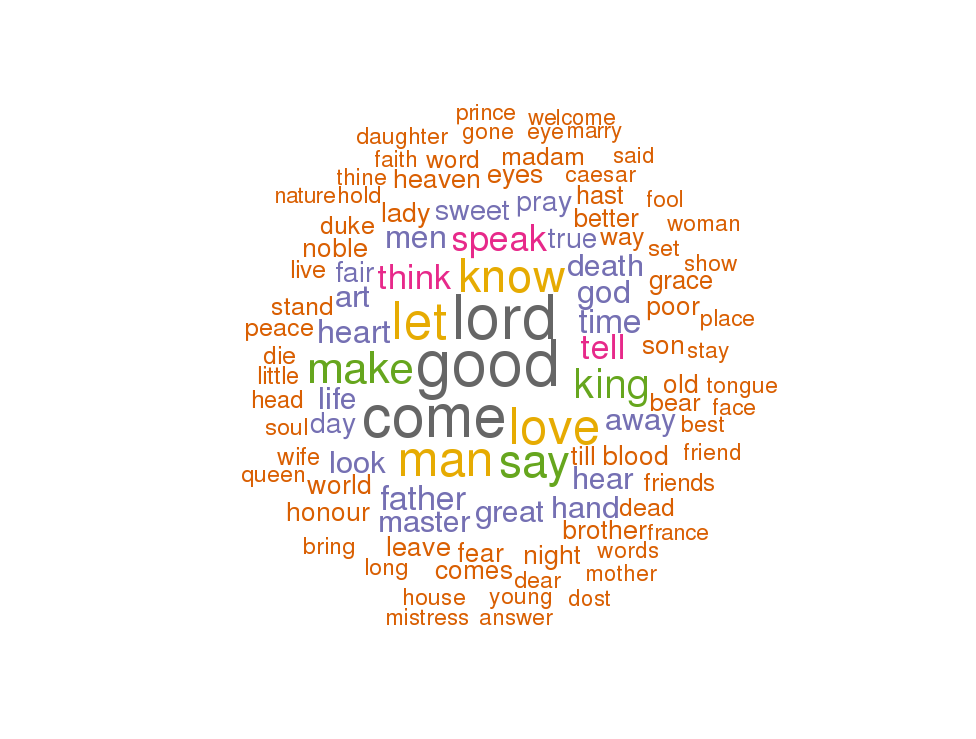 prince welcome
daughter gone eye marry
faith word madam said
thine heaven eyes caesar
nature hold lady sweet pray hast fool
duke men speak true better way woman
noble fair think know death set show
live art let lord god grace
stand heart time poor place
peace make good tell son stay
die king old tongue
little life come love away bear face
head day best
soul man say till blood friend
wife look hear friends
queen world father great hand dead
honour master brother france
bring leave fear night words
long comes dear mother
house young dost
mistress answer